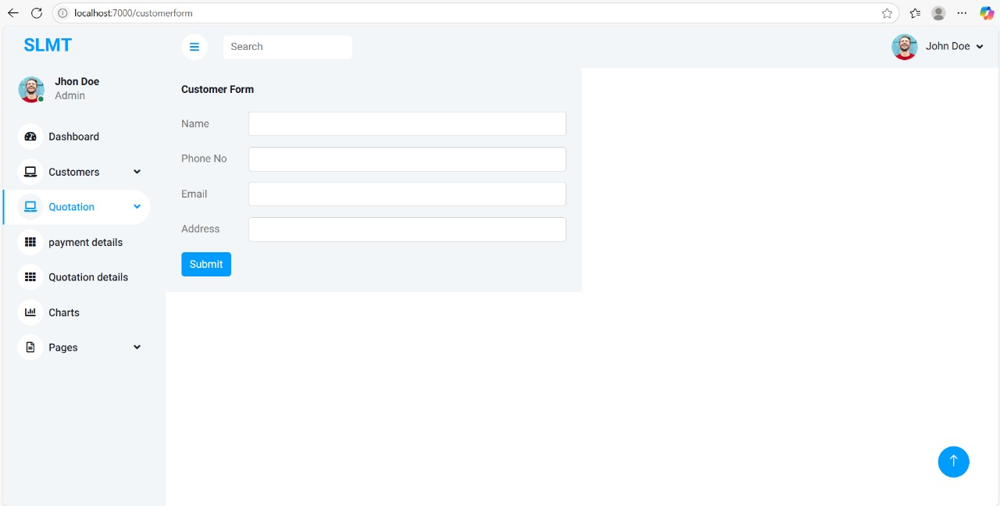 localhost:7000/customerform
SLMT
Search
John Doe
Jhon Doe
Admin
Dashboard
Customers
Quotation
payment details
Quotation details
Charts
Pages
Customer Form
Name
Phone No
Email
Address
Submit